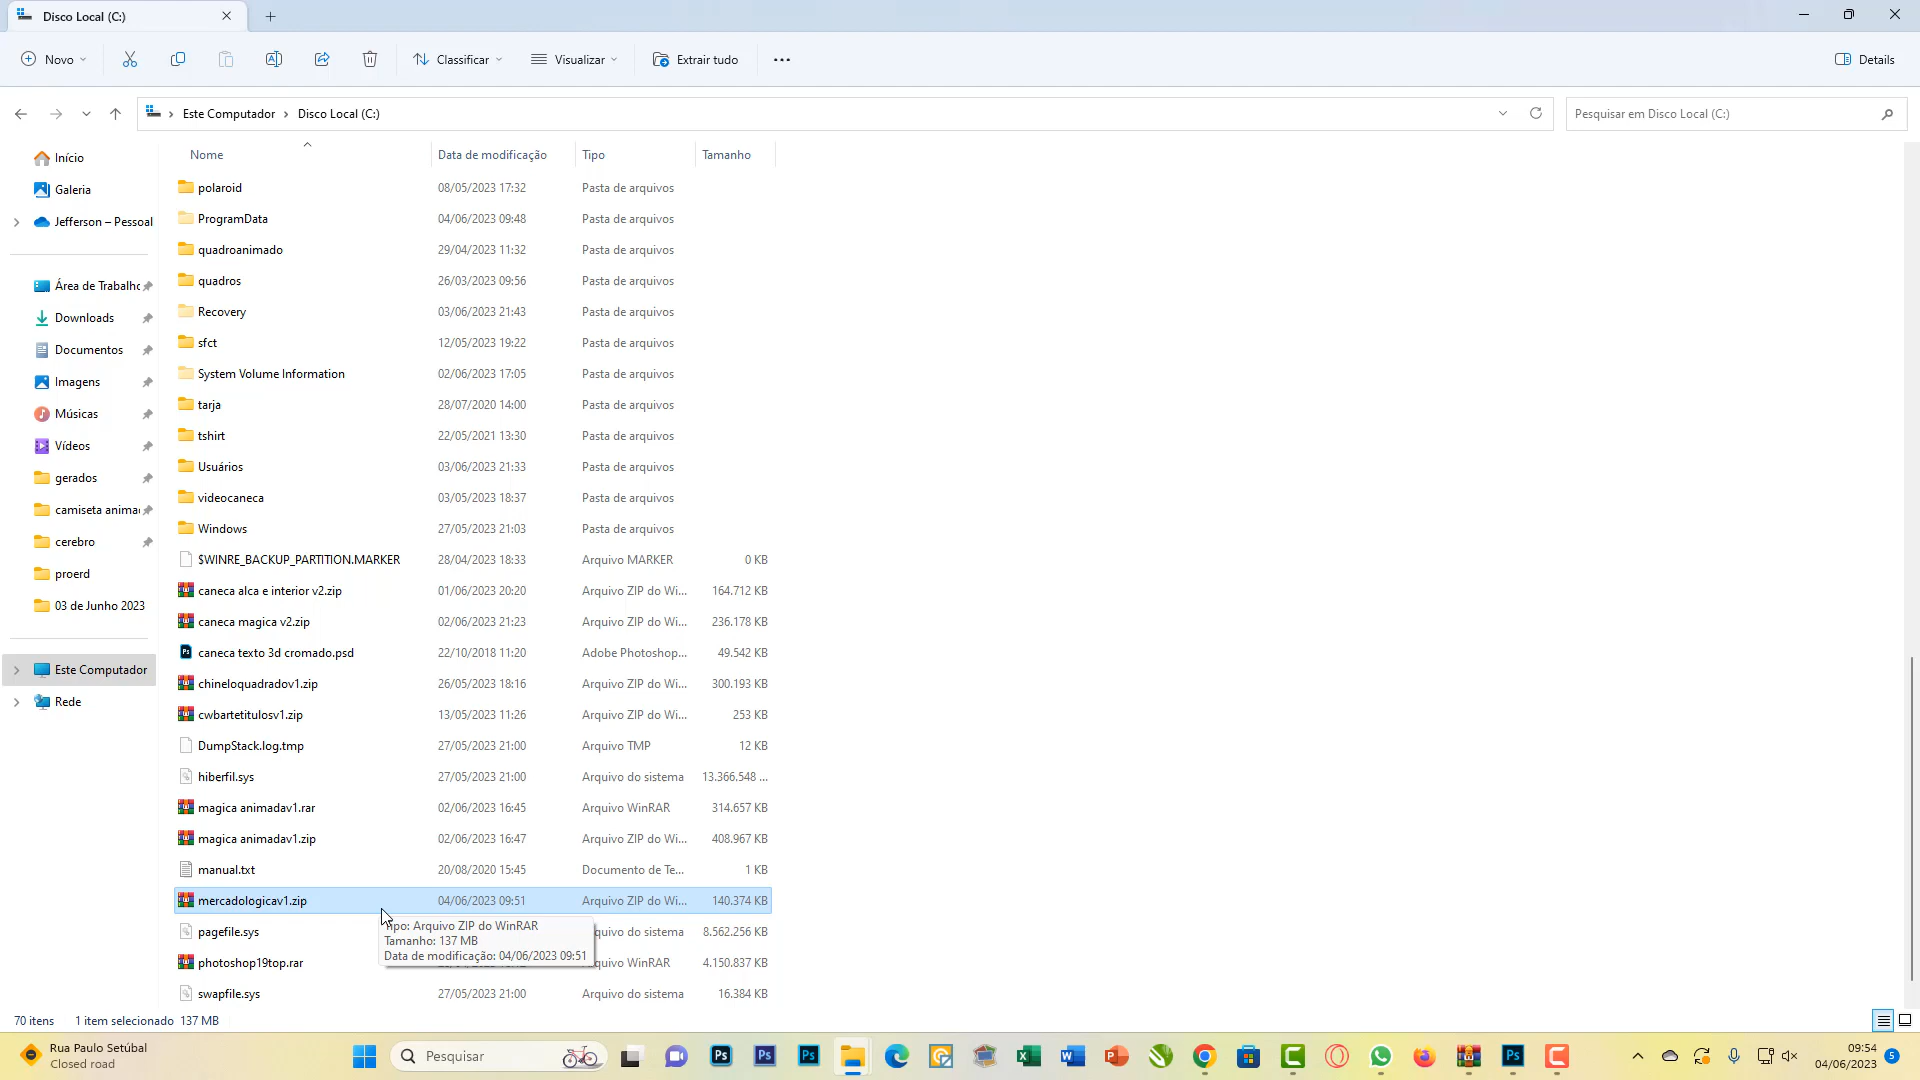 Disco Local (C:)
Novo
Classificar
Visualizar
Extrair tudo
Details
Este Computador
Disco Local (C:)
Pesquisar em Disco Local (C:)
Nome Data de modificação Tipo Tamanho
Início
Galeria
Jefferson – Pessoal
Área de Trabalho
Downloads
Documentos
Imagens
Músicas
Vídeos
gerados
camiseta anima
cerebro
proerd
03 de Junho 2023
Este Computador
Rede
polaroid 08/05/2023 17:32 Pasta de arquivos
ProgramData 04/06/2023 09:48 Pasta de arquivos
quadroanimado 29/04/2023 11:32 Pasta de arquivos
quadros 26/03/2023 09:56 Pasta de arquivos
Recovery 03/06/2023 21:43 Pasta de arquivos
sfct 12/05/2023 19:22 Pasta de arquivos
System Volume Information 02/06/2023 17:05 Pasta de arquivos
tarja 28/07/2020 14:00 Pasta de arquivos
tshirt 22/05/2021 13:30 Pasta de arquivos
Usuários 03/06/2023 21:33 Pasta de arquivos
videocaneca 03/05/2023 18:37 Pasta de arquivos
Windows 27/05/2023 21:03 Pasta de arquivos
$WINRE_BACKUP_PARTITION.MARKER 28/04/2023 18:33 Arquivo MARKER 0 KB
caneca alca e interior v2.zip 01/06/2023 20:20 Arquivo ZIP do Wi... 164.712 KB
caneca magica v2.zip 02/06/2023 21:23 Arquivo ZIP do Wi... 236.178 KB
caneca texto 3d cromado.psd 22/10/2018 11:20 Adobe Photoshop... 49.542 KB
chineloquadradov1.zip 26/05/2023 18:16 Arquivo ZIP do Wi... 300.193 KB
cwbartetitulosv1.zip 13/05/2023 11:26 Arquivo ZIP do Wi... 253 KB
DumpStack.log.tmp 27/05/2023 21:00 Arquivo TMP 12 KB
hiberfil.sys 27/05/2023 21:00 Arquivo do sistema 13.366.548 ...
magica animadav1.rar 02/06/2023 16:45 Arquivo WinRAR 314.657 KB
magica animadav1.zip 02/06/2023 16:47 Arquivo ZIP do Wi... 408.967 KB
manual.txt 20/08/2020 15:45 Documento de Te... 1 KB
mercadologicav1.zip 04/06/2023 09:51 Arquivo ZIP do Wi... 140.374 KB
pagefile.sys quivo do sistema 8.562.256 KB
photoshop19top.rar quivo WinRAR 4.150.837 KB
swapfile.sys 27/05/2023 21:00 Arquivo do sistema 16.384 KB
ipo: Arquivo ZIP do WinRAR
Tamanho: 137 MB
Data de modificação: 04/06/2023 09:51
70 itens 1 item selecionado 137 MB
Rua Paulo Setúbal
Closed road
Pesquisar
09:54
04/06/2023
5